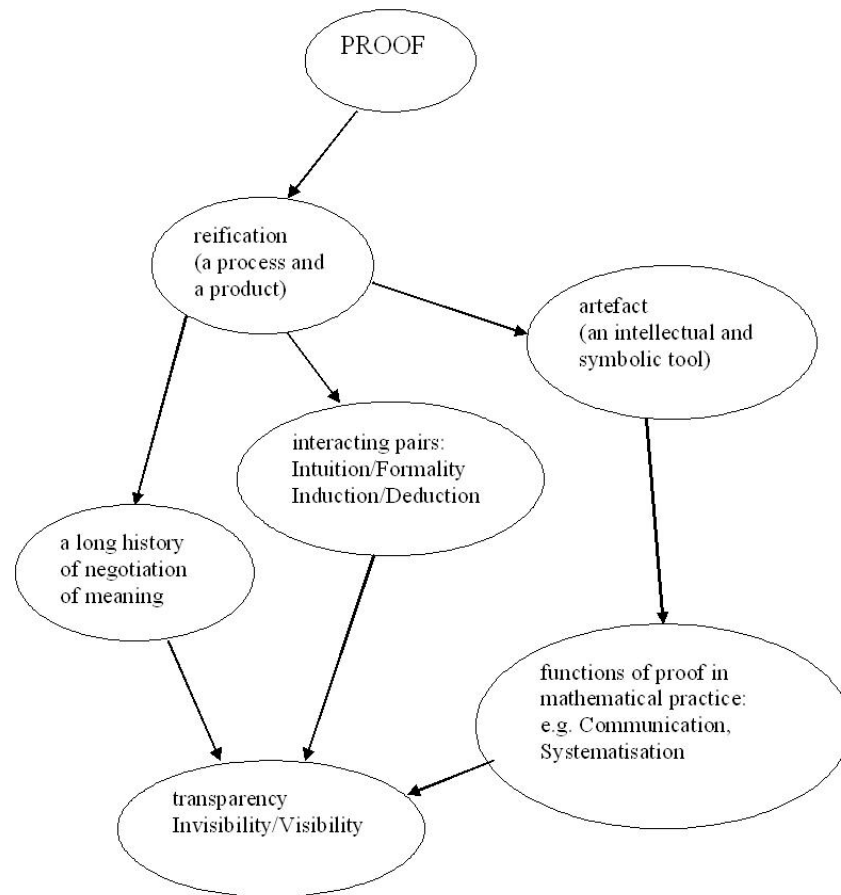 PROOF
reification
(a process and
a product)
artefact
(an intellectual and
symbolic tool)
interacting pairs:
Intuition/Formality
Induction/Deduction
a long history
of negotiation
of meaning
functions of proof in
mathematical practice:
e.g. Communication,
Systematisation
transparency
Invisibility/Visibility